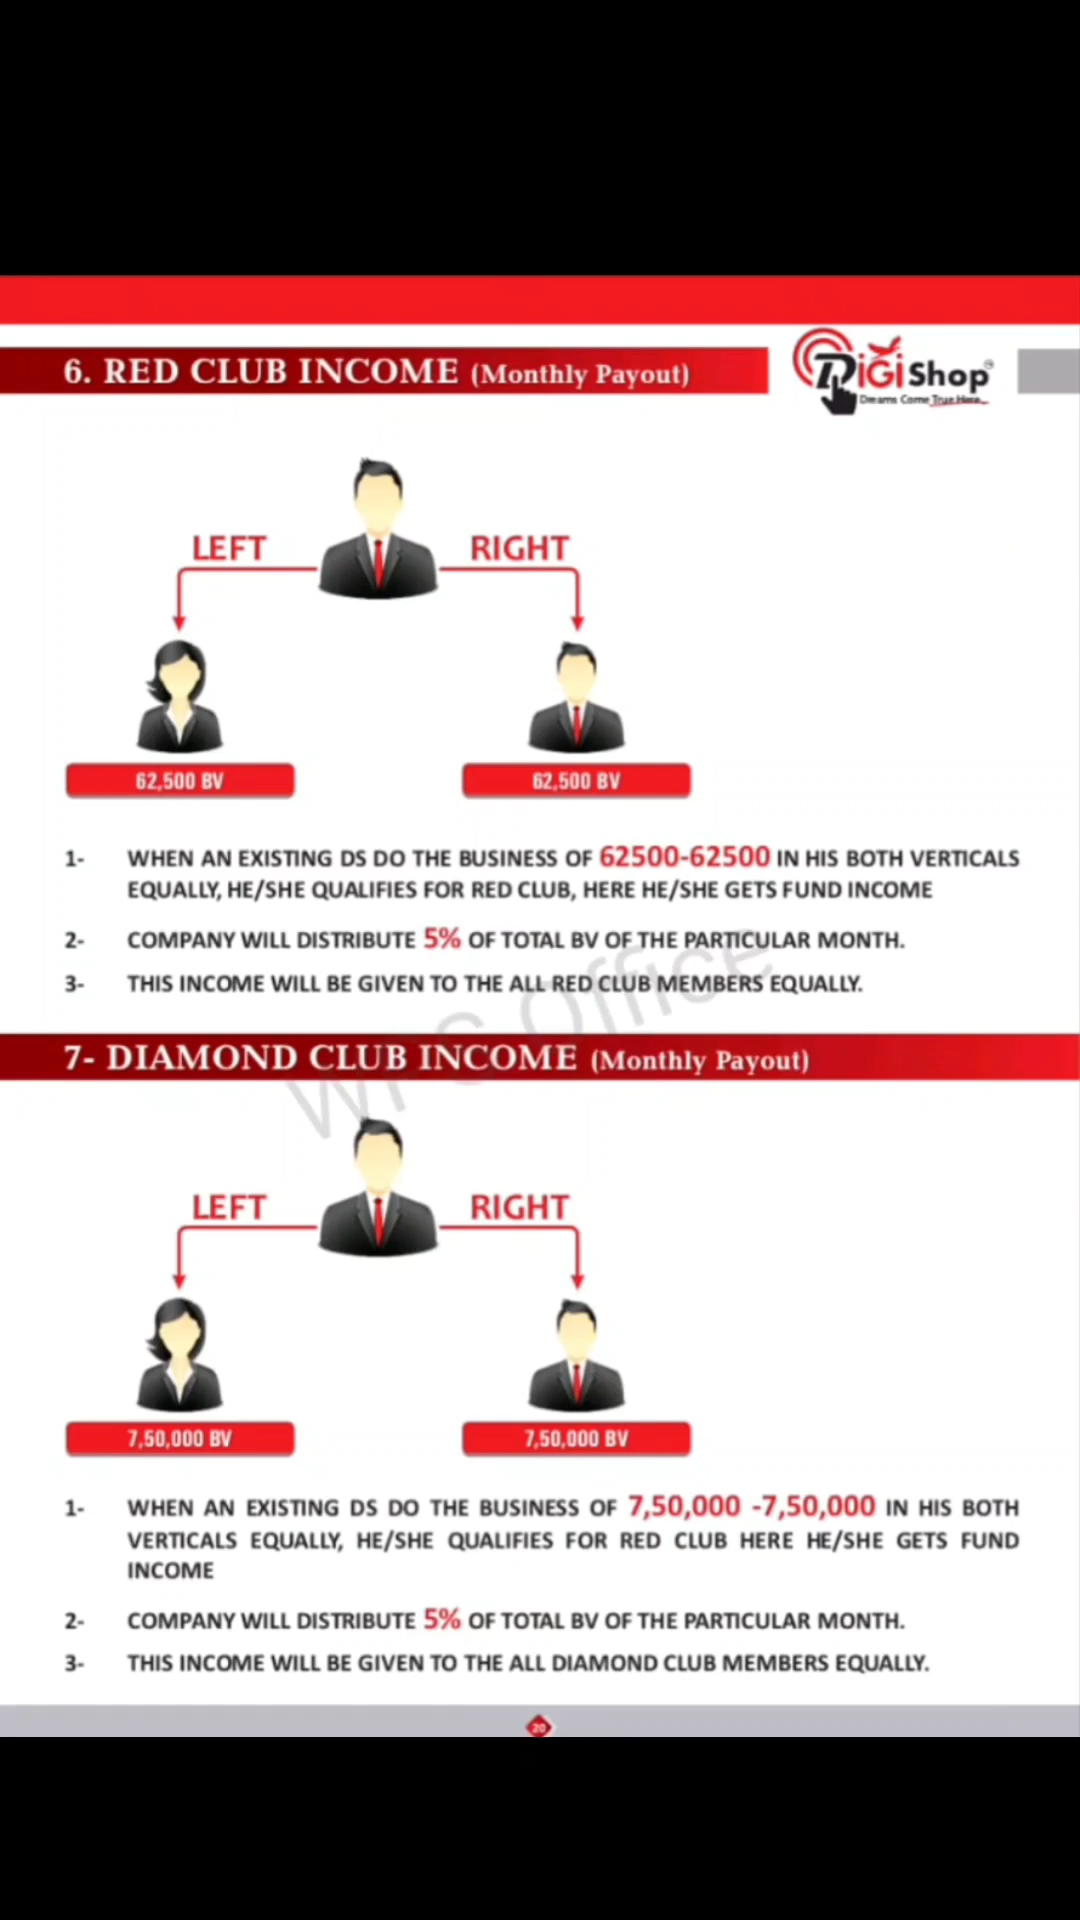 6. RED CLUB INCOME (Monthly Payout)
DiGi Shop
Dreams Come True Here...
LEFT
RIGHT
62,500 BV
62,500 BV
1- WHEN AN EXISTING DS DO THE BUSINESS OF 62500-62500 IN HIS BOTH VERTICALS
EQUALLY, HE/SHE QUALIFIES FOR RED CLUB, HERE HE/SHE GETS FUND INCOME
2- COMPANY WILL DISTRIBUTE 5% OF TOTAL BV OF THE PARTICULAR MONTH.
3- THIS INCOME WILL BE GIVEN TO THE ALL RED CLUB MEMBERS EQUALLY.
WPS Office
7- DIAMOND CLUB INCOME (Monthly Payout)
LEFT
RIGHT
7,50,000 BV
7,50,000 BV
1- WHEN AN EXISTING DS DO THE BUSINESS OF 7,50,000 -7,50,000 IN HIS BOTH
VERTICALS EQUALLY, HE/SHE QUALIFIES FOR RED CLUB HERE HE/SHE GETS FUND
INCOME
2- COMPANY WILL DISTRIBUTE 5% OF TOTAL BV OF THE PARTICULAR MONTH.
3- THIS INCOME WILL BE GIVEN TO THE ALL DIAMOND CLUB MEMBERS EQUALLY.
20